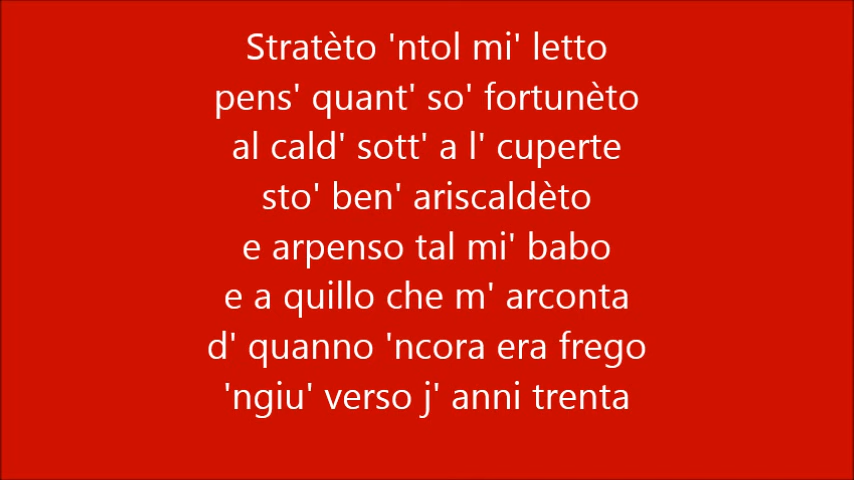 Stratèto 'ntol mi' letto
pens' quant' so' fortunèto
al cald' sott' a l' cuperte
sto' ben' ariscaldèto
e arpenso tal mi' babo
e a quillo che m' arconta
d' quanno 'ncora era frego
'ngiu' verso j' anni trenta